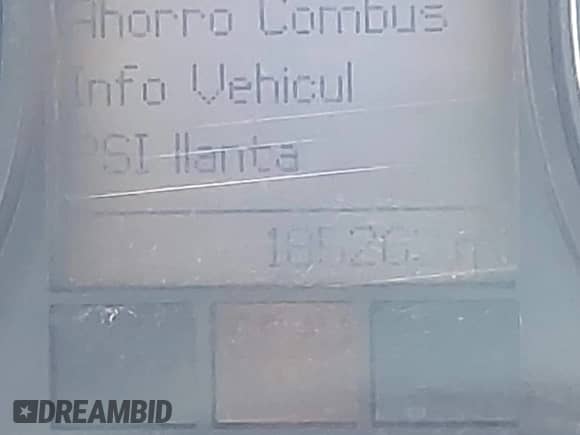 Ahorro Combus
Info Vehicul
PSI llanta
DREAMBID